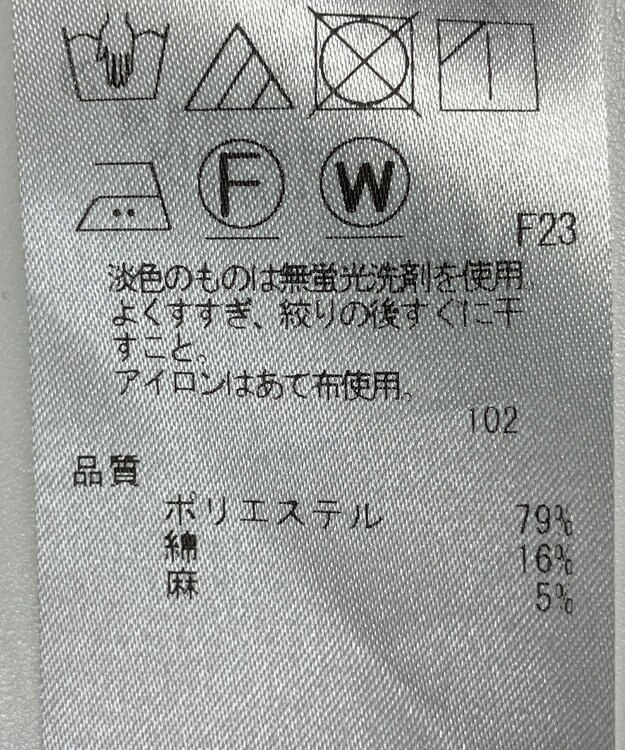 F
W
F23
淡色のものは無蛍光洗剤を使用。
よくすすぎ、絞りの後すぐに干
すこと。
アイロンはあて布使用。
102
品質
ポリエステル 79%
綿 16%
麻 5%